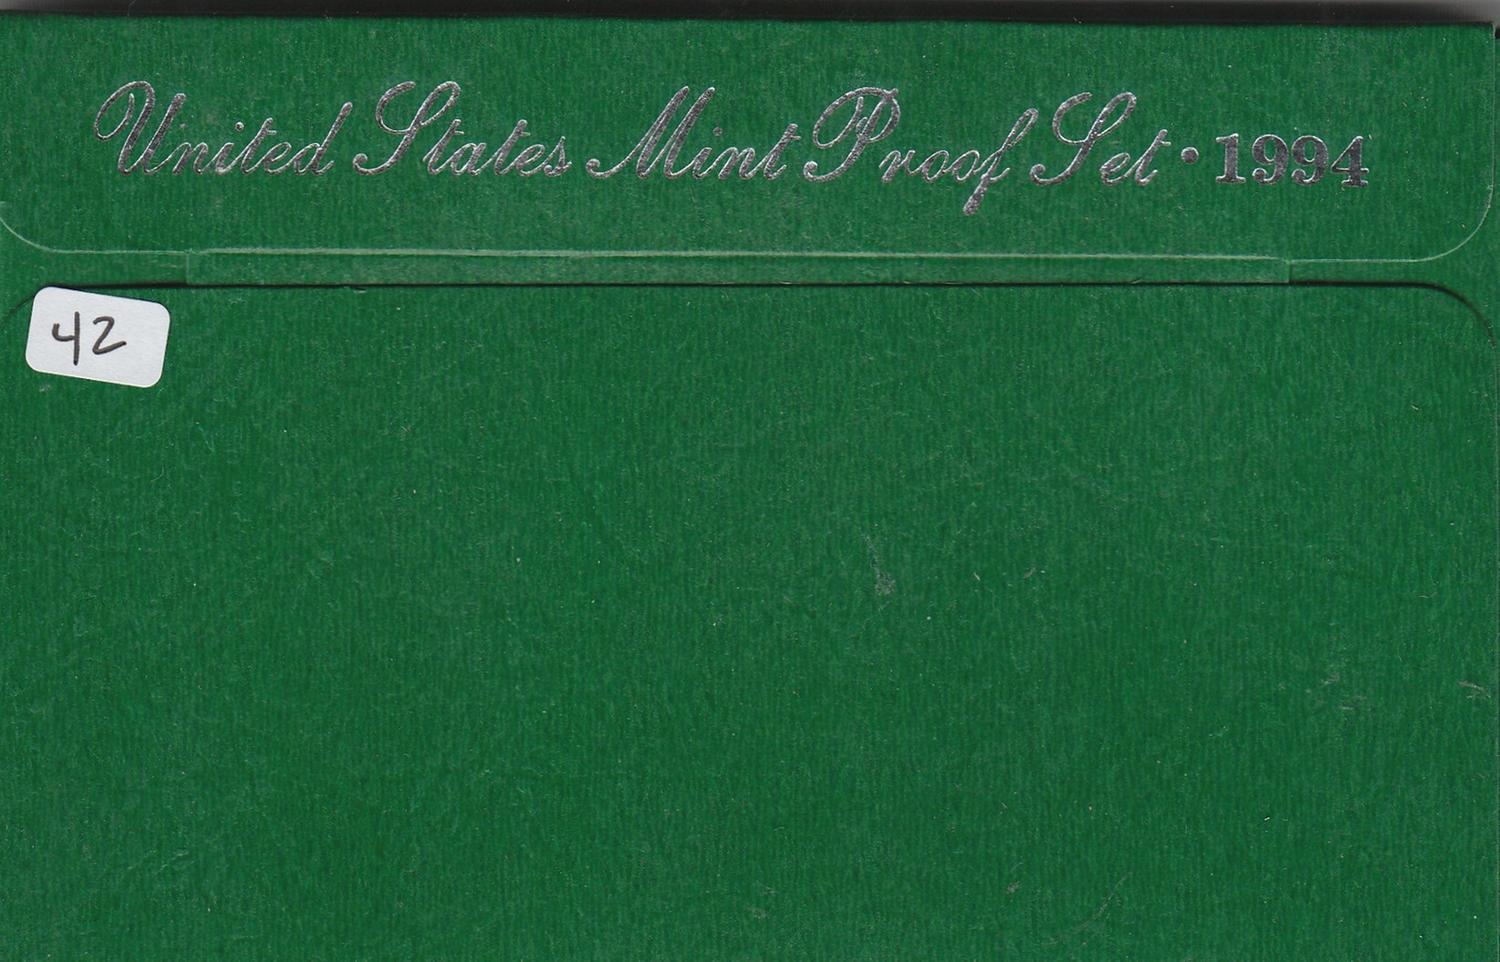 United States Mint Proof Set • 1994
42